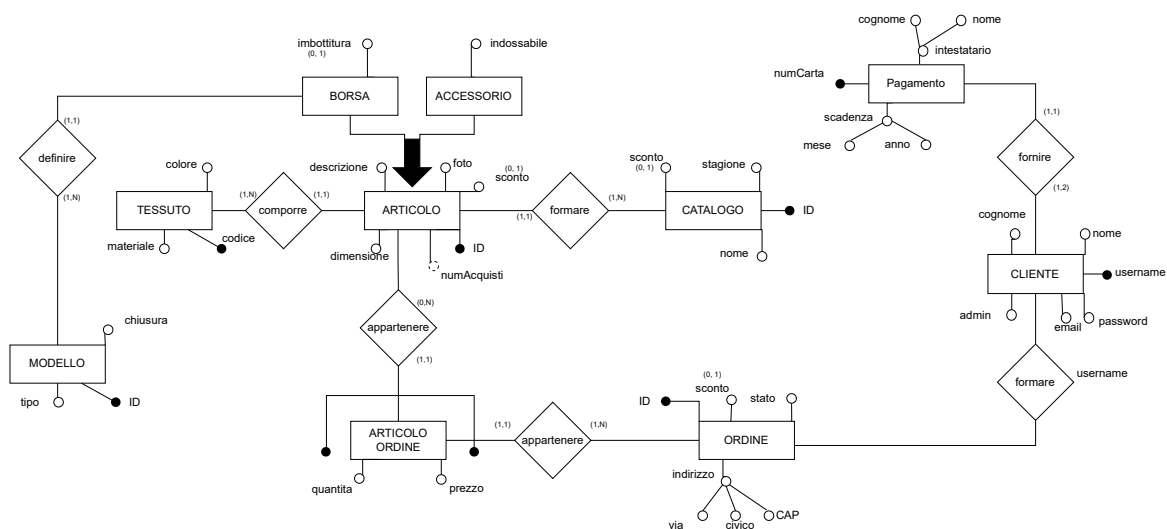 cognome
nome
imbottitura
(0, 1)
indossabile
intestatario
numCarta
Pagamento
BORSA
ACCESSORIO
scadenza
mese
anno
(1,1)
(1,1)
definire
fornire
descrizione
foto
(0, 1)
sconto
sconto
(0, 1)
stagione
colore
(1,N)
(1,N)
(1,1)
(1,N)
(1,2)
TESSUTO
comporre
ARTICOLO
(1,1)
formare
CATALOGO
ID
cognome
nome
materiale
codice
dimensione
ID
nome
numAcquisti
CLIENTE
username
(0,N)
admin
email
password
chiusura
appartenere
MODELLO
(1,1)
username
formare
(0, 1)
sconto
stato
tipo
ID
ID
ARTICOLO
ORDINE
(1,1)
appartenere
(1,N)
ORDINE
indirizzo
quantita
prezzo
via
civico
CAP